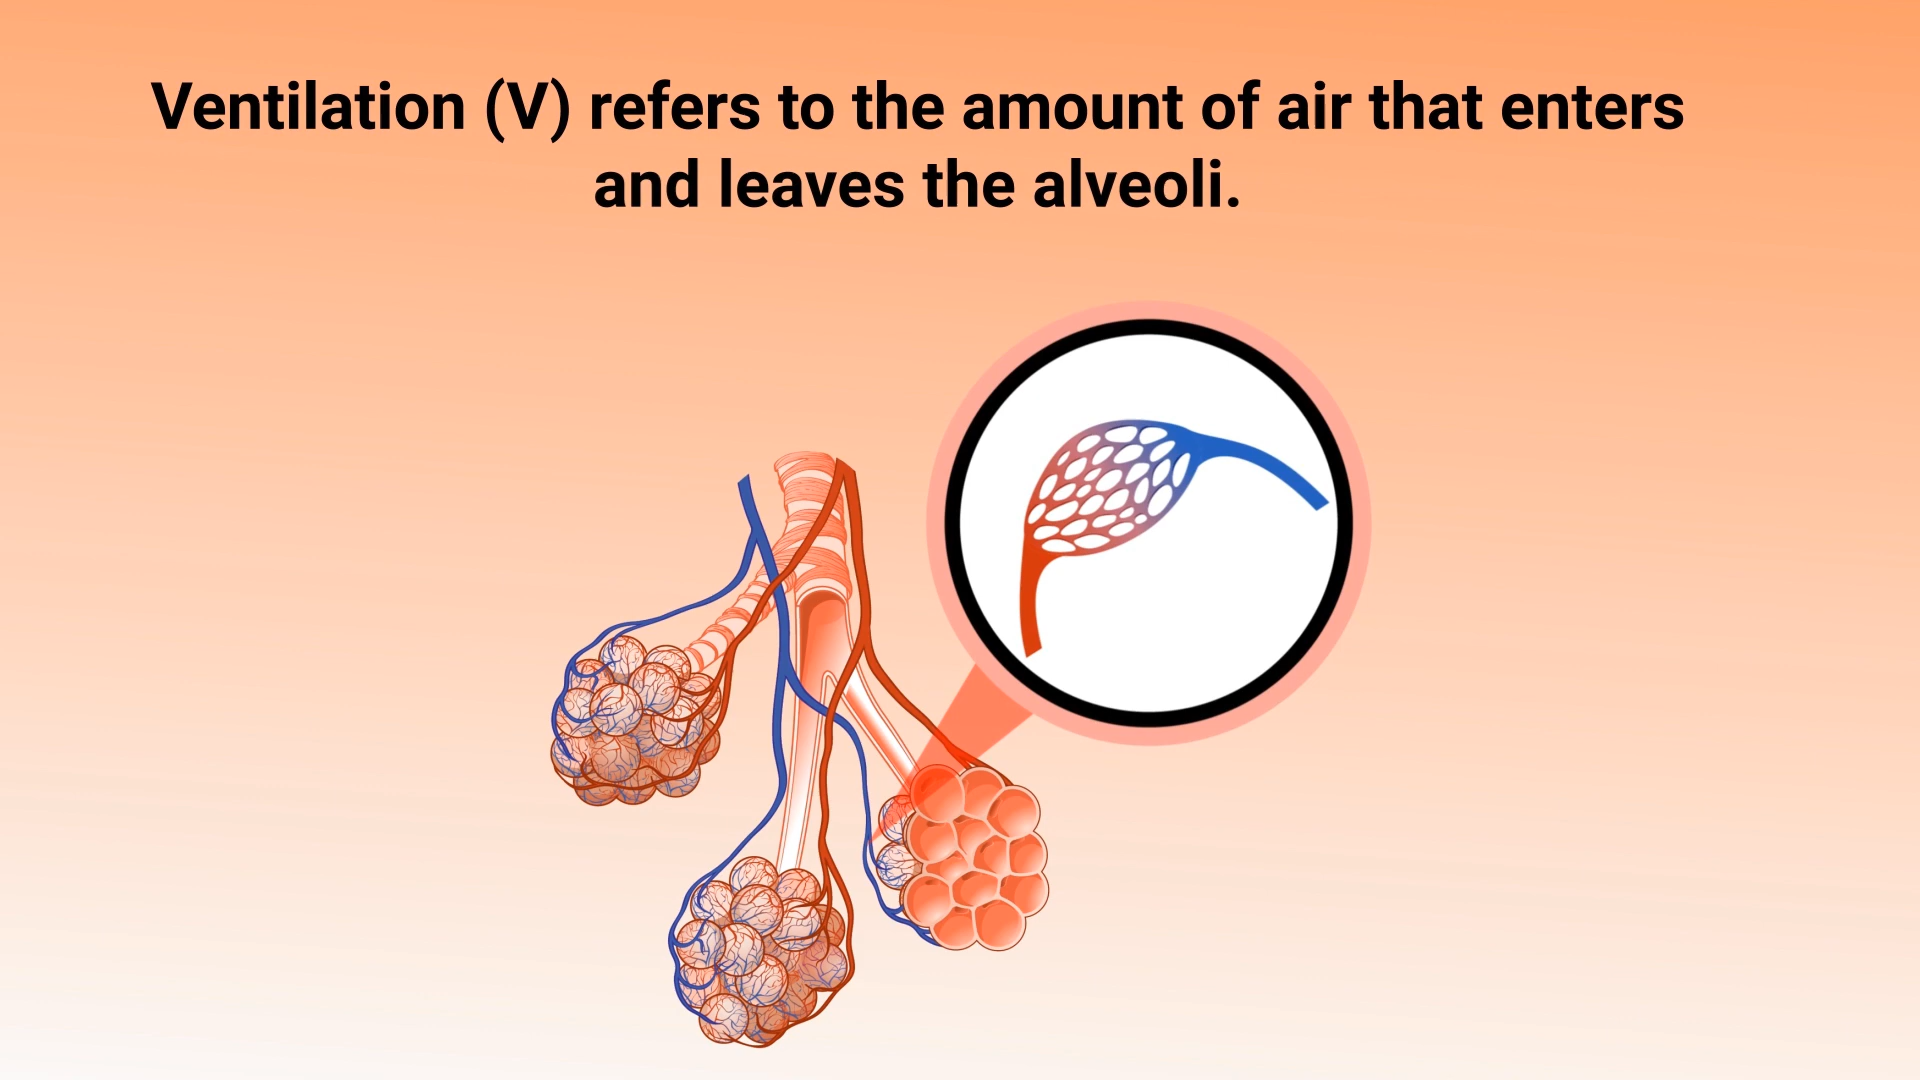 Ventilation (V) refers to the amount of air that enters
and leaves the alveoli.